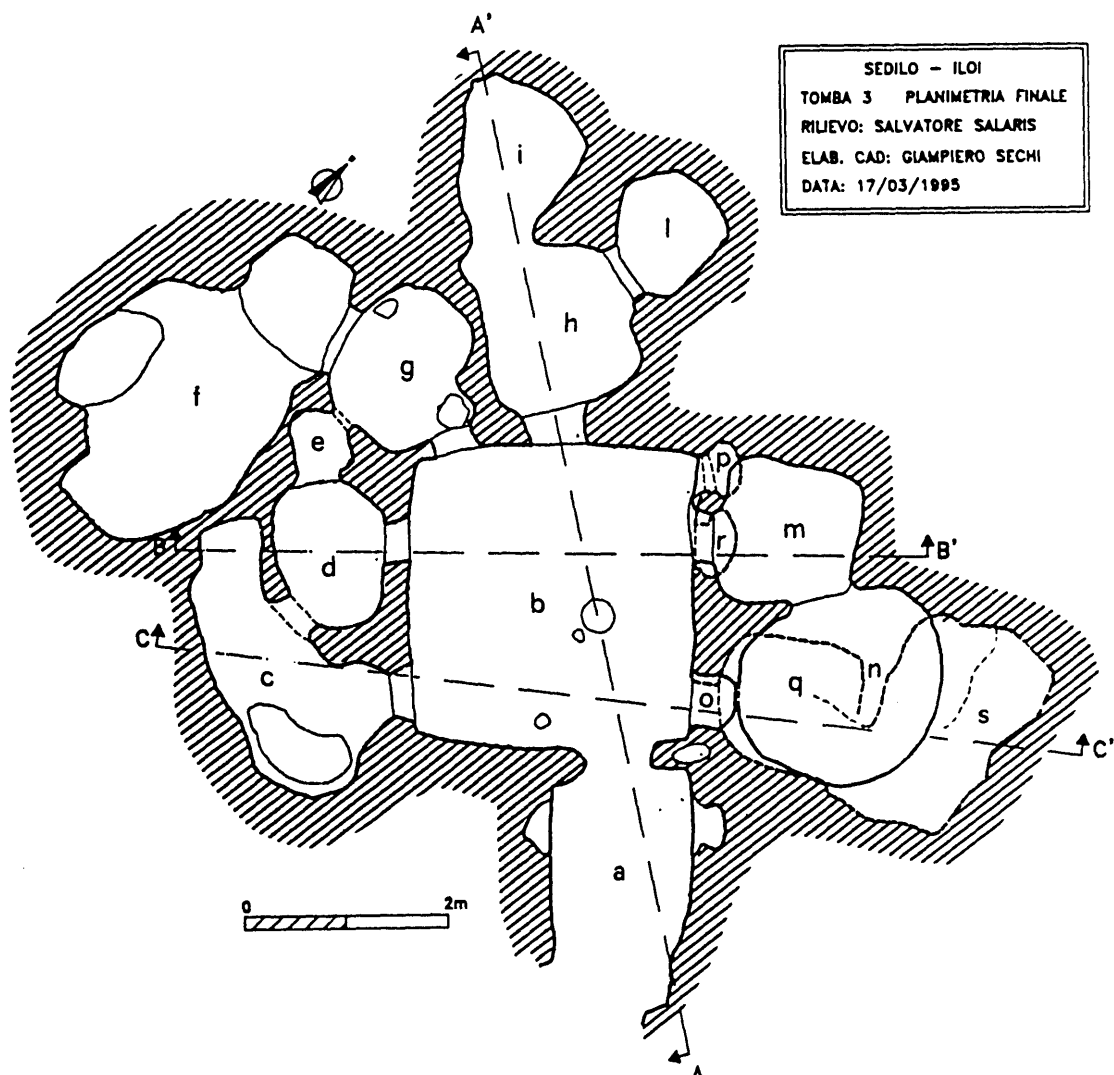 A'
SEDILO – ILOI
TOMBA 3 PLANIMETRIA FINALE
RILIEVO: SALVATORE SALARIS
ELAB. CAD: GIAMPIERO SECHI
DATA: 17/03/1995
i
l
h
g
f
e
p
m
r
d
B
B'
b
C
c
o
q
n
s
C'
a
0 2m
A